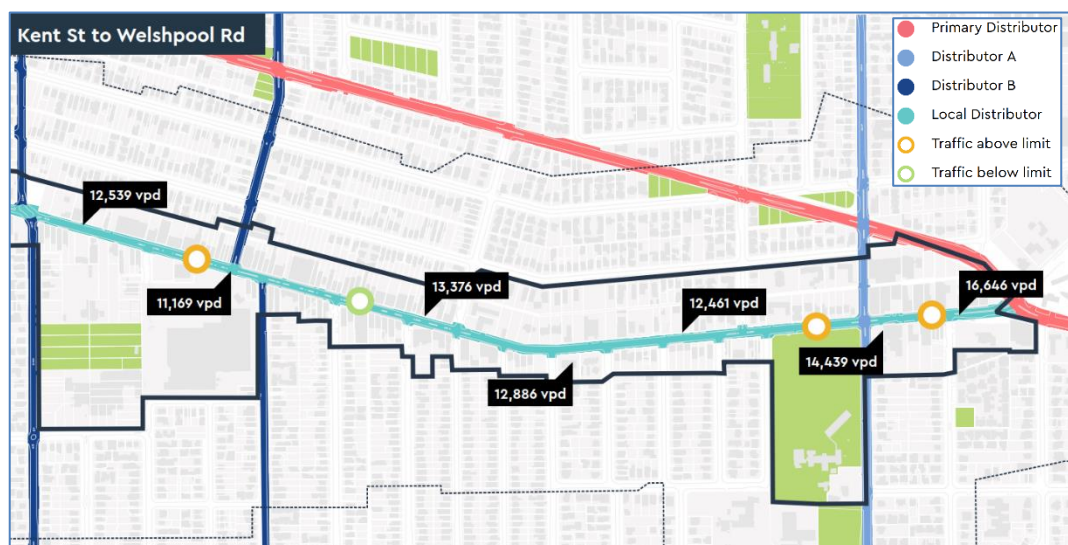 Kent St to Welshpool Rd
Primary Distributor
Distributor A
Distributor B
Local Distributor
Traffic above limit
Traffic below limit
12,539 vpd
11,169 vpd
13,376 vpd
12,886 vpd
12,461 vpd
14,439 vpd
16,646 vpd